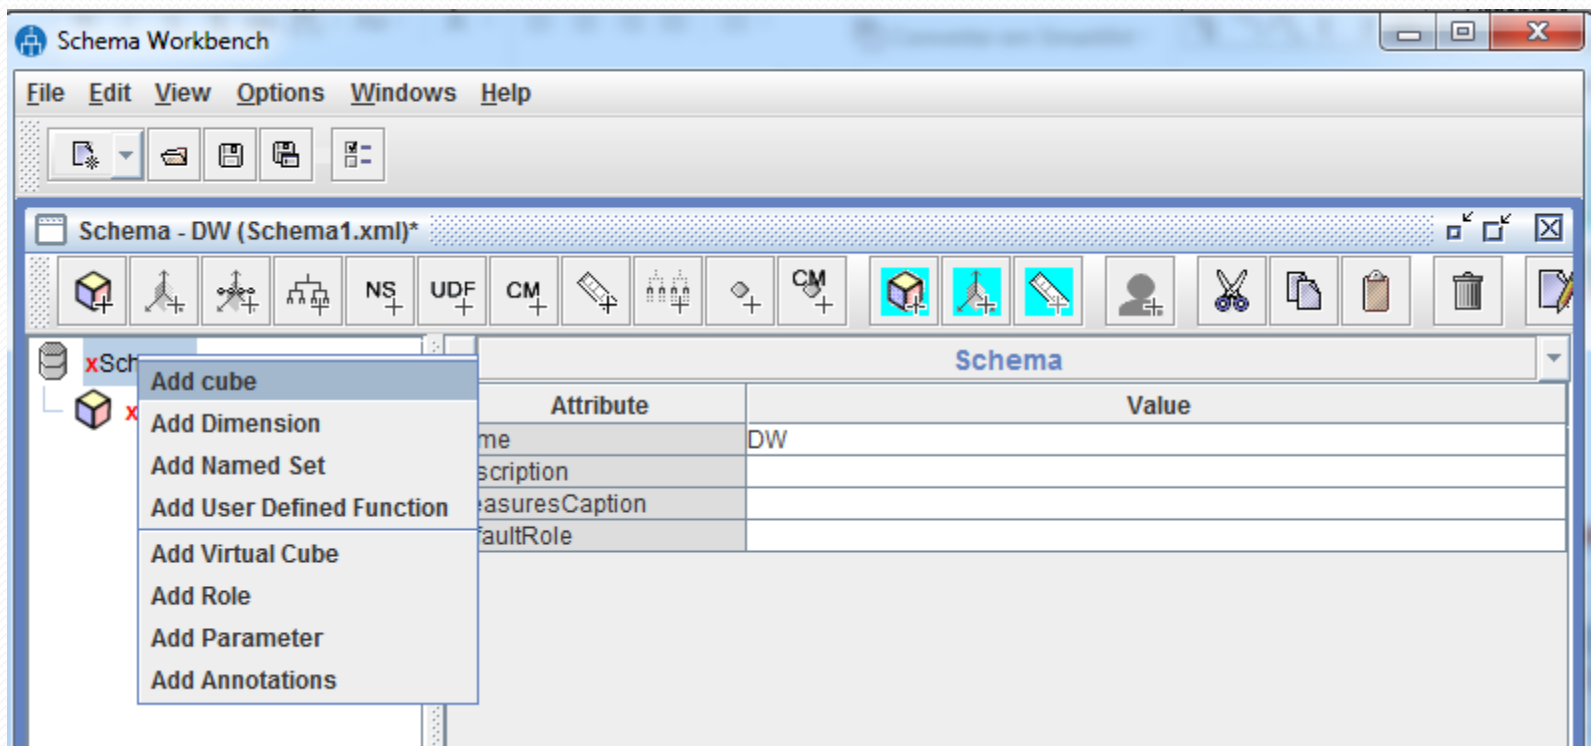 Schema Workbench
File Edit View Options Windows Help
Schema - DW (Schema1.xml)*
NS UDF CM CM
xSch
x
Add cube
Add Dimension
Add Named Set
Add User Defined Function
Add Virtual Cube
Add Role
Add Parameter
Add Annotations
Schema
Attribute Value
me DW
scription
easuresCaption
faultRole